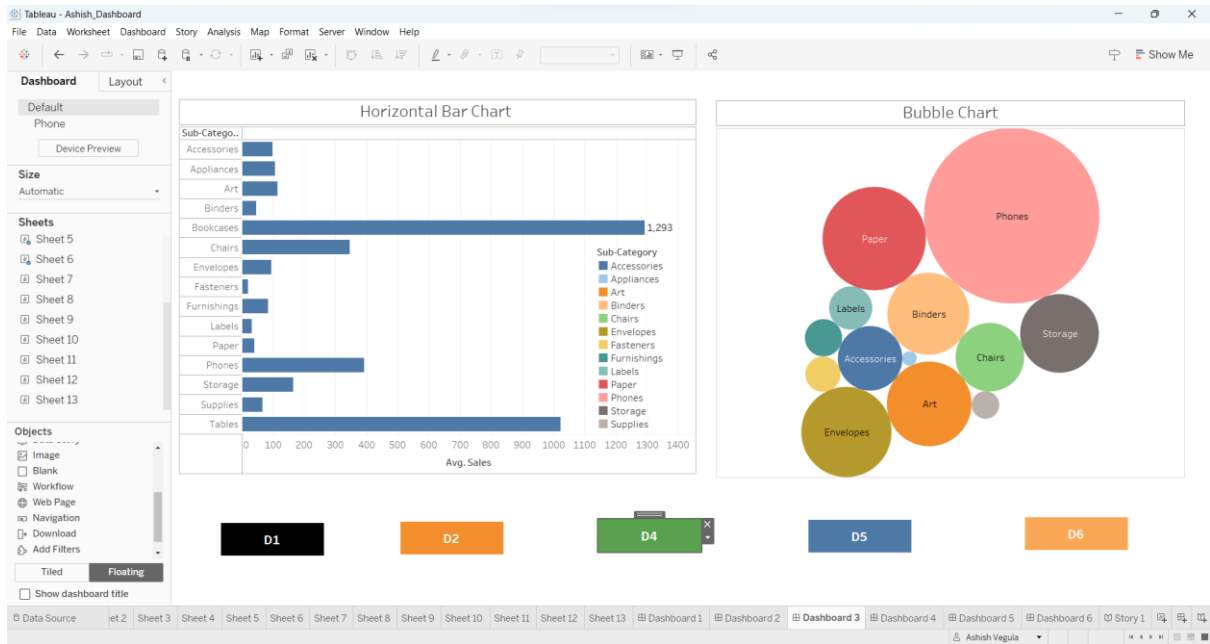 Tableau - Ashish_Dashboard
File Data Worksheet Dashboard Story Analysis Map Format Server Window Help
Show Me
Dashboard Layout
Default
Phone
Device Preview
Size
Automatic
Sheets
Sheet 5
Sheet 6
Sheet 7
Sheet 8
Sheet 9
Sheet 10
Sheet 11
Sheet 12
Sheet 13
Objects
Image
Blank
Workflow
Web Page
Navigation
Download
Add Filters
Tiled Floating
Show dashboard title
Horizontal Bar Chart
Sub-Catego..
Accessories
Appliances
Art
Binders
Bookcases 1,293
Chairs
Envelopes
Fasteners
Furnishings
Labels
Paper
Phones
Storage
Supplies
Tables
0 100 200 300 400 500 600 700 800 900 1000 1100 1200 1300 1400
Avg. Sales
Sub-Category
Accessories
Appliances
Art
Binders
Chairs
Envelopes
Fasteners
Furnishings
Labels
Paper
Phones
Storage
Supplies
Bubble Chart
Phones
Paper
Labels
Binders
Storage
Accessories
Chairs
Art
Envelopes
D1 D2 D4 D5 D6
Data Source et 2 Sheet 3 Sheet 4 Sheet 5 Sheet 6 Sheet 7 Sheet 8 Sheet 9 Sheet 10 Sheet 11 Sheet 12 Sheet 13 Dashboard 1 Dashboard 2 Dashboard 3 Dashboard 4 Dashboard 5 Dashboard 6 Story 1
Ashish Vegula